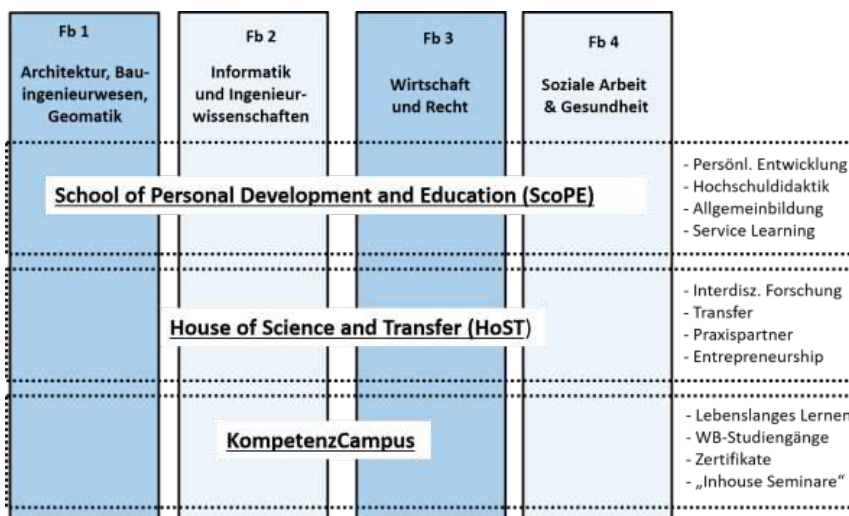 Fb 1
Architektur, Bau-
ingenieurwesen,
Geomatik
Fb 2
Informatik
und Ingenieur-
wissenschaften
Fb 3
Wirtschaft
und Recht
Fb 4
Soziale Arbeit
& Gesundheit
School of Personal Development and Education (ScoPE)
- Persönl. Entwicklung
- Hochschuldidaktik
- Allgemeinbildung
- Service Learning
House of Science and Transfer (HoST)
- Interdisz. Forschung
- Transfer
- Praxispartner
- Entrepreneurship
KompetenzCampus
- Lebenslanges Lernen
- WB-Studiengänge
- Zertifikate
- „Inhouse Seminare“